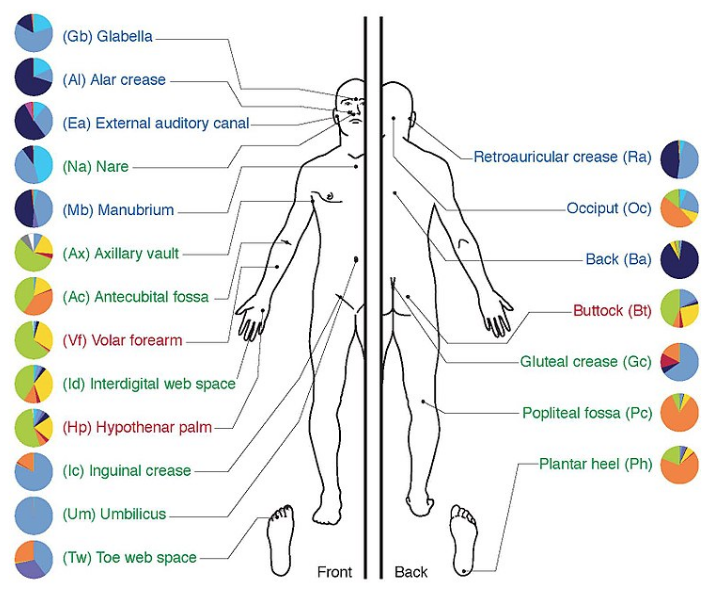 (Gb) Glabella
(Al) Alar crease
(Ea) External auditory canal
(Na) Nare
(Mb) Manubrium
(Ax) Axillary vault
(Ac) Antecubital fossa
(Vf) Volar forearm
(Id) Interdigital web space
(Hp) Hypothenar palm
(Ic) Inguinal crease
(Um) Umbilicus
(Tw) Toe web space
Retroauricular crease (Ra)
Occiput (Oc)
Back (Ba)
Buttock (Bt)
Gluteal crease (Gc)
Popliteal fossa (Pc)
Plantar heel (Ph)
Front
Back